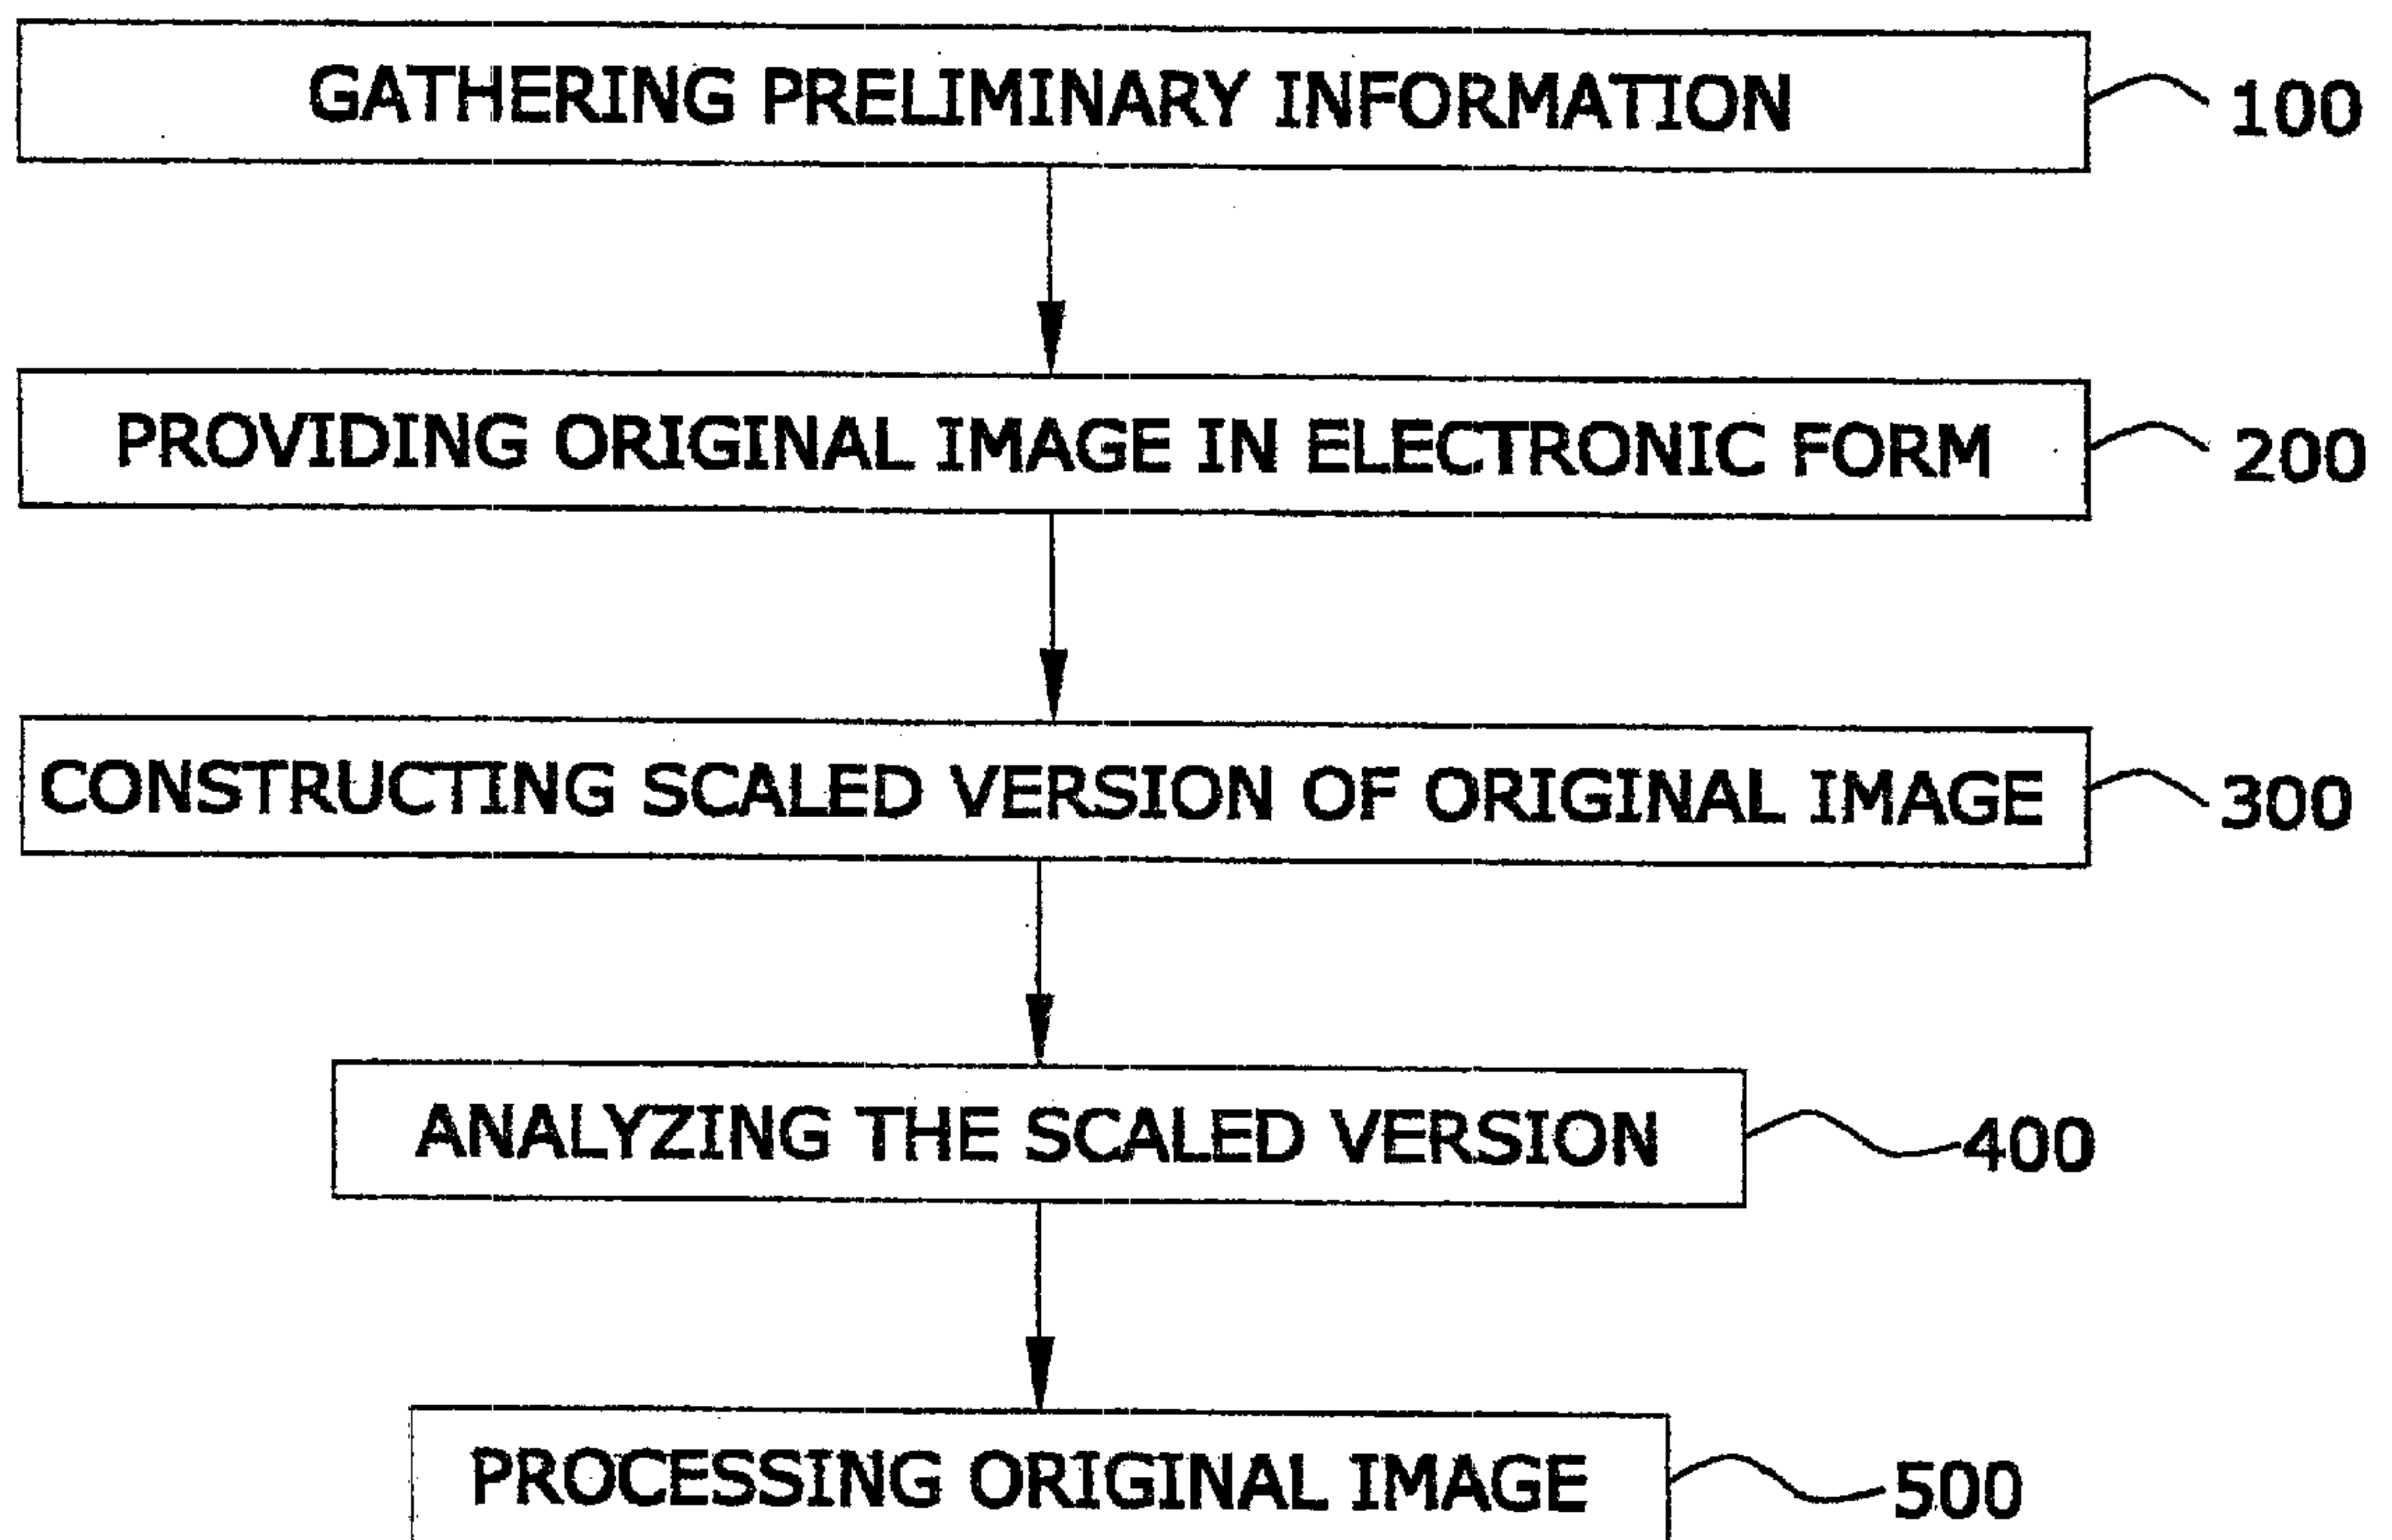 GATHERING PRELIMINARY INFORMATION 100
PROVIDING ORIGINAL IMAGE IN ELECTRONIC FORM 200
CONSTRUCTING SCALED VERSION OF ORIGINAL IMAGE 300
ANALYZING THE SCALED VERSION 400
PROCESSING ORIGINAL IMAGE 500